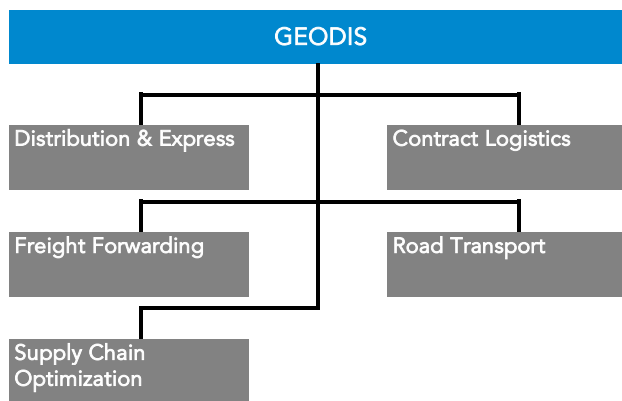 GEODIS
Distribution & Express
Contract Logistics
Freight Forwarding
Road Transport
Supply Chain
Optimization